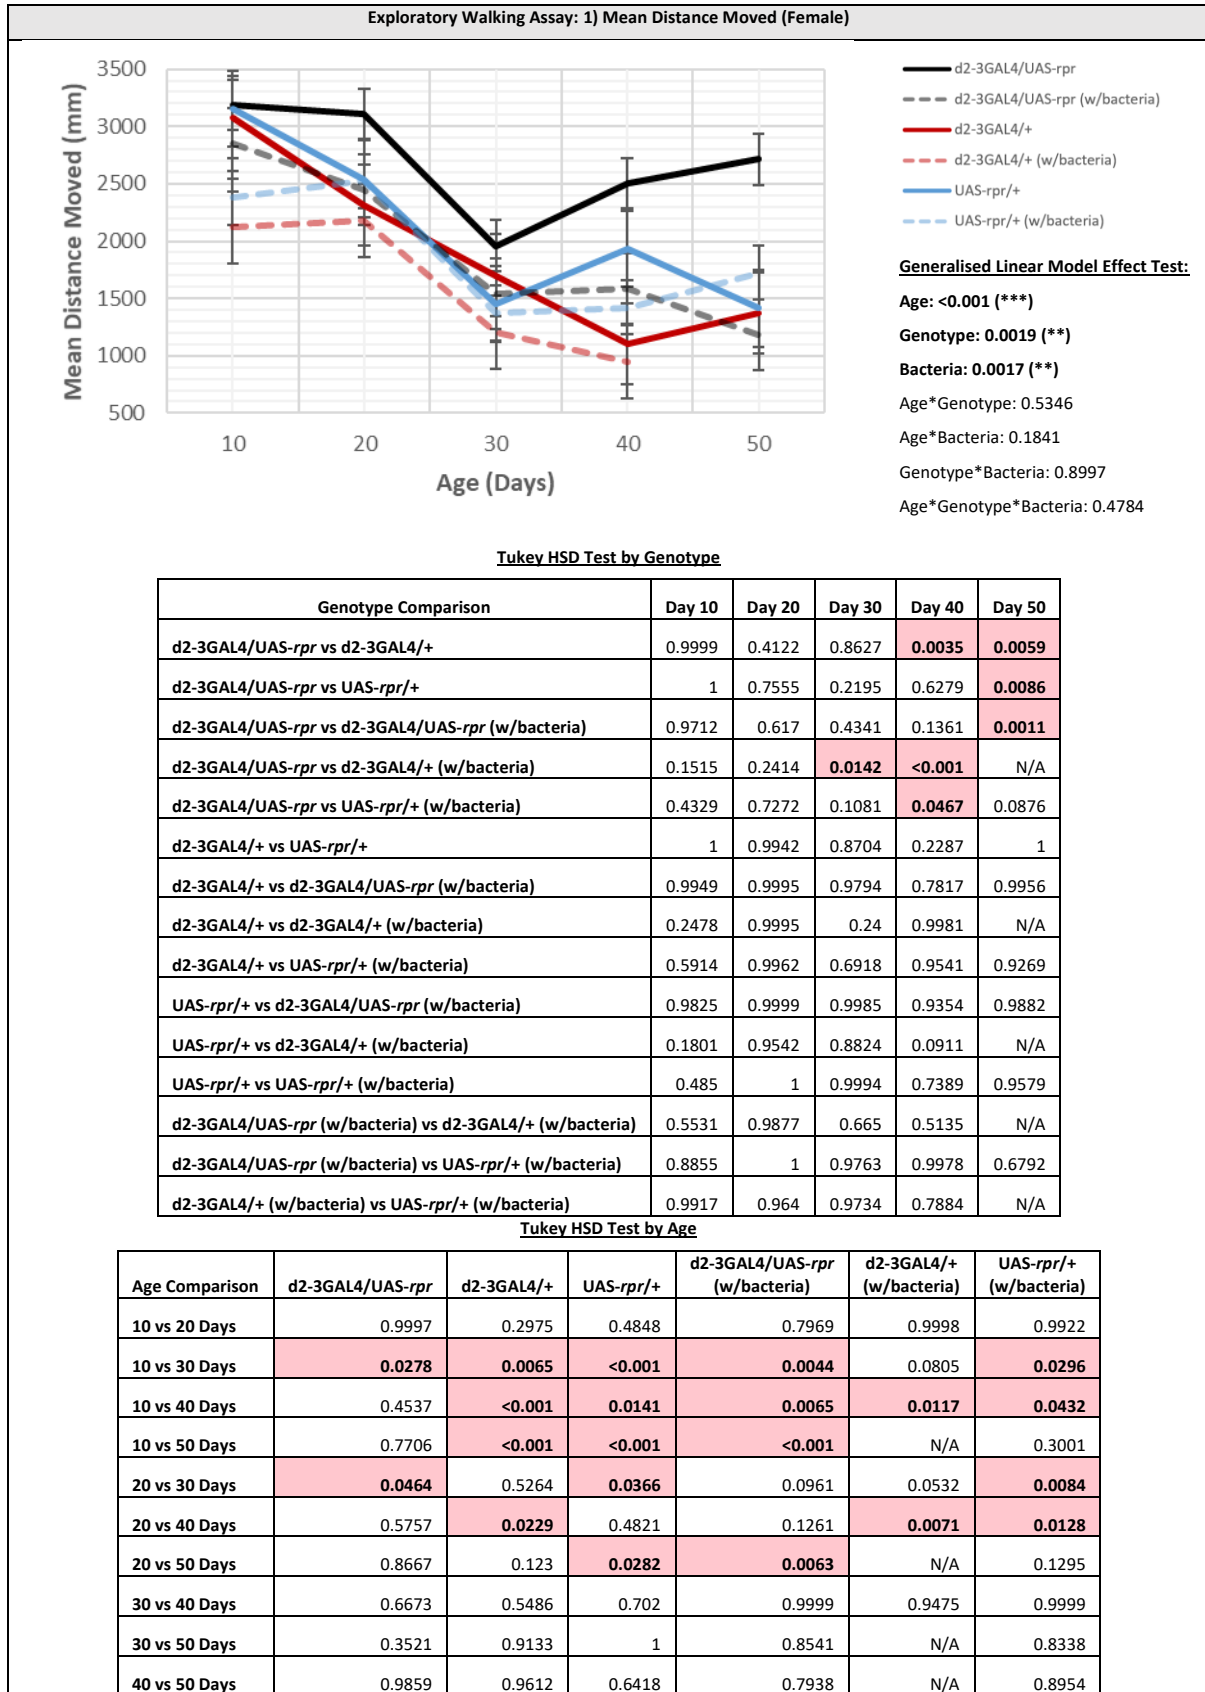 Exploratory Walking Assay: 1) Mean Distance Moved (Female)
3500
3000
2500
2000
1500
1000
500
Mean Distance Moved (mm)
10 20 30 40 50
Age (Days)
d2-3GAL4/UAS-rpr
d2-3GAL4/UAS-rpr (w/bacteria)
d2-3GAL4/+
d2-3GAL4/+ (w/bacteria)
UAS-rpr/+
UAS-rpr/+ (w/bacteria)
Generalised Linear Model Effect Test:
Age: <0.001 (***)
Genotype: 0.0019 (**)
Bacteria: 0.0017 (**)
Age*Genotype: 0.5346
Age*Bacteria: 0.1841
Genotype*Bacteria: 0.8997
Age*Genotype*Bacteria: 0.4784
Tukey HSD Test by Genotype
Genotype Comparison Day 10 Day 20 Day 30 Day 40 Day 50
d2-3GAL4/UAS-rpr vs d2-3GAL4/+ 0.9999 0.4122 0.8627 0.0035 0.0059
d2-3GAL4/UAS-rpr vs UAS-rpr/+ 1 0.7555 0.2195 0.6279 0.0086
d2-3GAL4/UAS-rpr vs d2-3GAL4/UAS-rpr (w/bacteria) 0.9712 0.617 0.4341 0.1361 0.0011
d2-3GAL4/UAS-rpr vs d2-3GAL4/+ (w/bacteria) 0.1515 0.2414 0.0142 <0.001 N/A
d2-3GAL4/UAS-rpr vs UAS-rpr/+ (w/bacteria) 0.4329 0.7272 0.1081 0.0467 0.0876
d2-3GAL4/+ vs UAS-rpr/+ 1 0.9942 0.8704 0.2287 1
d2-3GAL4/+ vs d2-3GAL4/UAS-rpr (w/bacteria) 0.9949 0.9995 0.9794 0.7817 0.9956
d2-3GAL4/+ vs d2-3GAL4/+ (w/bacteria) 0.2478 0.9995 0.24 0.9981 N/A
d2-3GAL4/+ vs UAS-rpr/+ (w/bacteria) 0.5914 0.9962 0.6918 0.9541 0.9269
UAS-rpr/+ vs d2-3GAL4/UAS-rpr (w/bacteria) 0.9825 0.9999 0.9985 0.9354 0.9882
UAS-rpr/+ vs d2-3GAL4/+ (w/bacteria) 0.1801 0.9542 0.8824 0.0911 N/A
UAS-rpr/+ vs UAS-rpr/+ (w/bacteria) 0.485 1 0.9994 0.7389 0.9579
d2-3GAL4/UAS-rpr (w/bacteria) vs d2-3GAL4/+ (w/bacteria) 0.5531 0.9877 0.665 0.5135 N/A
d2-3GAL4/UAS-rpr (w/bacteria) vs UAS-rpr/+ (w/bacteria) 0.8855 1 0.9763 0.9978 0.6792
d2-3GAL4/+ (w/bacteria) vs UAS-rpr/+ (w/bacteria) 0.9917 0.964 0.9734 0.7884 N/A
Tukey HSD Test by Age
Age Comparison d2-3GAL4/UAS-rpr d2-3GAL4/+ UAS-rpr/+ d2-3GAL4/UAS-rpr (w/bacteria) d2-3GAL4/+ (w/bacteria) UAS-rpr/+ (w/bacteria)
10 vs 20 Days 0.9997 0.2975 0.4848 0.7969 0.9998 0.9922
10 vs 30 Days 0.0278 0.0065 <0.001 0.0044 0.0805 0.0296
10 vs 40 Days 0.4537 <0.001 0.0141 0.0065 0.0117 0.0432
10 vs 50 Days 0.7706 <0.001 <0.001 <0.001 N/A 0.3001
20 vs 30 Days 0.0464 0.5264 0.0366 0.0961 0.0532 0.0084
20 vs 40 Days 0.5757 0.0229 0.4821 0.1261 0.0071 0.0128
20 vs 50 Days 0.8667 0.123 0.0282 0.0063 N/A 0.1295
30 vs 40 Days 0.6673 0.5486 0.702 0.9999 0.9475 0.9999
30 vs 50 Days 0.3521 0.9133 1 0.8541 N/A 0.8338
40 vs 50 Days 0.9859 0.9612 0.6418 0.7938 N/A 0.8954